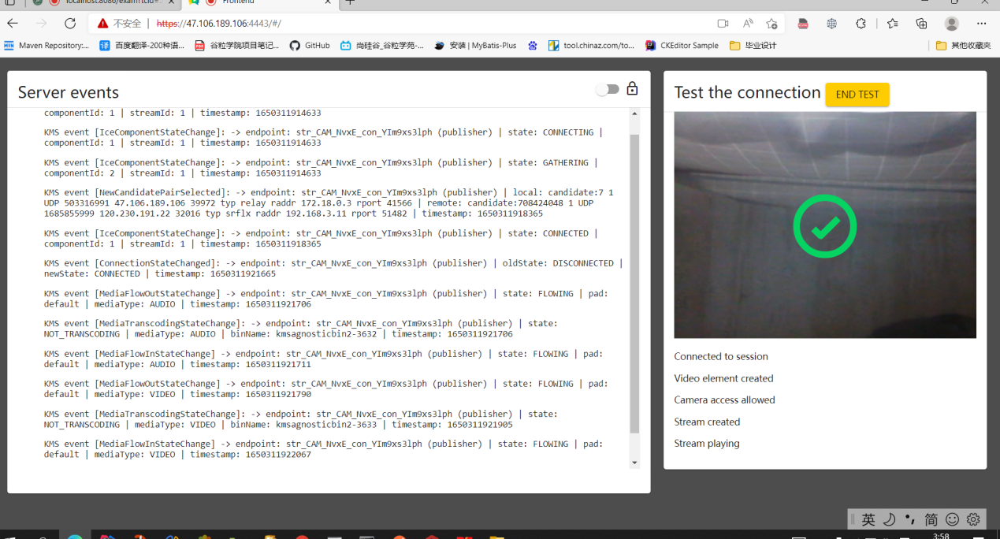 localhost:8086/exam?tcid=
Frontend
不安全 | https://47.106.189.106:4443/#/
Maven Repository:...
百度翻译-200种语...
谷粒学院项目笔记...
GitHub
尚硅谷_谷粒学苑-...
安装 | MyBatis-Plus
tool.chinaz.com/to...
CKEditor Sample
毕业设计
其他收藏夹
Server events
componentId: 1 | streamId: 1 | timestamp: 1650311914633
KMS event [IceComponentStateChange]: -> endpoint: str_CAM_NvxE_con_YIm9xs3lph (publisher) | state: CONNECTING |
componentId: 1 | streamId: 1 | timestamp: 1650311914633
KMS event [IceComponentStateChange]: -> endpoint: str_CAM_NvxE_con_YIm9xs3lph (publisher) | state: GATHERING |
componentId: 2 | streamId: 1 | timestamp: 1650311914633
KMS event [NewCandidatePairSelected]: -> endpoint: str_CAM_NvxE_con_YIm9xs3lph (publisher) | local: candidate:7 1
UDP 503316991 47.106.189.106 39972 typ relay raddr 172.18.0.3 rport 41566 | remote: candidate:708424048 1 UDP
1685855999 120.230.191.22 32016 typ srflx raddr 192.168.3.11 rport 51482 | timestamp: 1650311918365
KMS event [IceComponentStateChange]: -> endpoint: str_CAM_NvxE_con_YIm9xs3lph (publisher) | state: CONNECTED |
componentId: 1 | streamId: 1 | timestamp: 1650311918365
KMS event [ConnectionStateChanged]: -> endpoint: str_CAM_NvxE_con_YIm9xs3lph (publisher) | oldState: DISCONNECTED |
newState: CONNECTED | timestamp: 1650311921665
KMS event [MediaFlowOutStateChange] -> endpoint: str_CAM_NvxE_con_YIm9xs3lph (publisher) | state: FLOWING | pad:
default | mediaType: AUDIO | timestamp: 1650311921706
KMS event [MediaTranscodingStateChange]: -> endpoint: str_CAM_NvxE_con_YIm9xs3lph (publisher) | state:
NOT_TRANSCODING | mediaType: AUDIO | binName: kmsagnosticbin2-3632 | timestamp: 1650311921706
KMS event [MediaFlowInStateChange] -> endpoint: str_CAM_NvxE_con_YIm9xs3lph (publisher) | state: FLOWING | pad:
default | mediaType: AUDIO | timestamp: 1650311921711
KMS event [MediaFlowOutStateChange] -> endpoint: str_CAM_NvxE_con_YIm9xs3lph (publisher) | state: FLOWING | pad:
default | mediaType: VIDEO | timestamp: 1650311921790
KMS event [MediaTranscodingStateChange]: -> endpoint: str_CAM_NvxE_con_YIm9xs3lph (publisher) | state:
NOT_TRANSCODING | mediaType: VIDEO | binName: kmsagnosticbin2-3633 | timestamp: 1650311921905
KMS event [MediaFlowInStateChange] -> endpoint: str_CAM_NvxE_con_YIm9xs3lph (publisher) | state: FLOWING | pad:
default | mediaType: VIDEO | timestamp: 1650311922067
Test the connection
END TEST
Connected to session
Video element created
Camera access allowed
Stream created
Stream playing
英
简
3:58